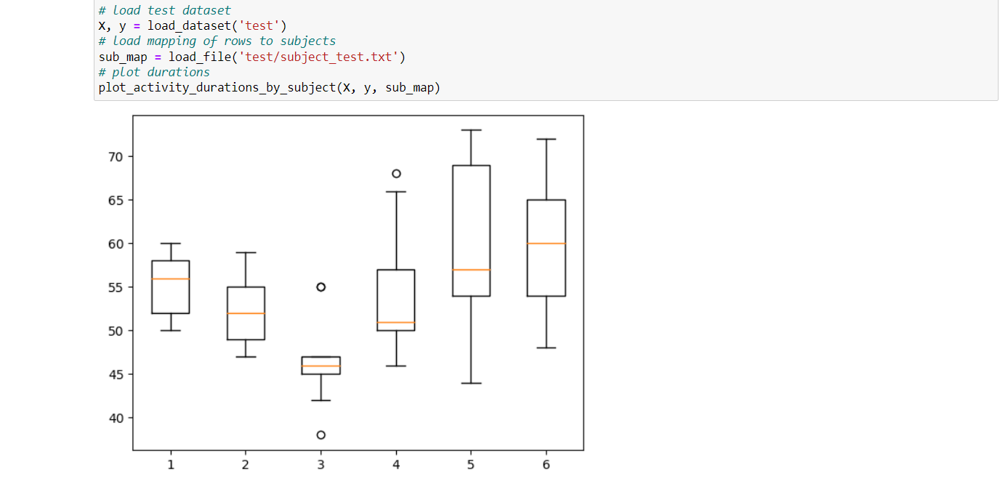 # load test dataset
X, y = load_dataset('test')
# load mapping of rows to subjects
sub_map = load_file('test/subject_test.txt')
# plot durations
plot_activity_durations_by_subject(X, y, sub_map)
70
65
60
55
50
45
40
1 2 3 4 5 6